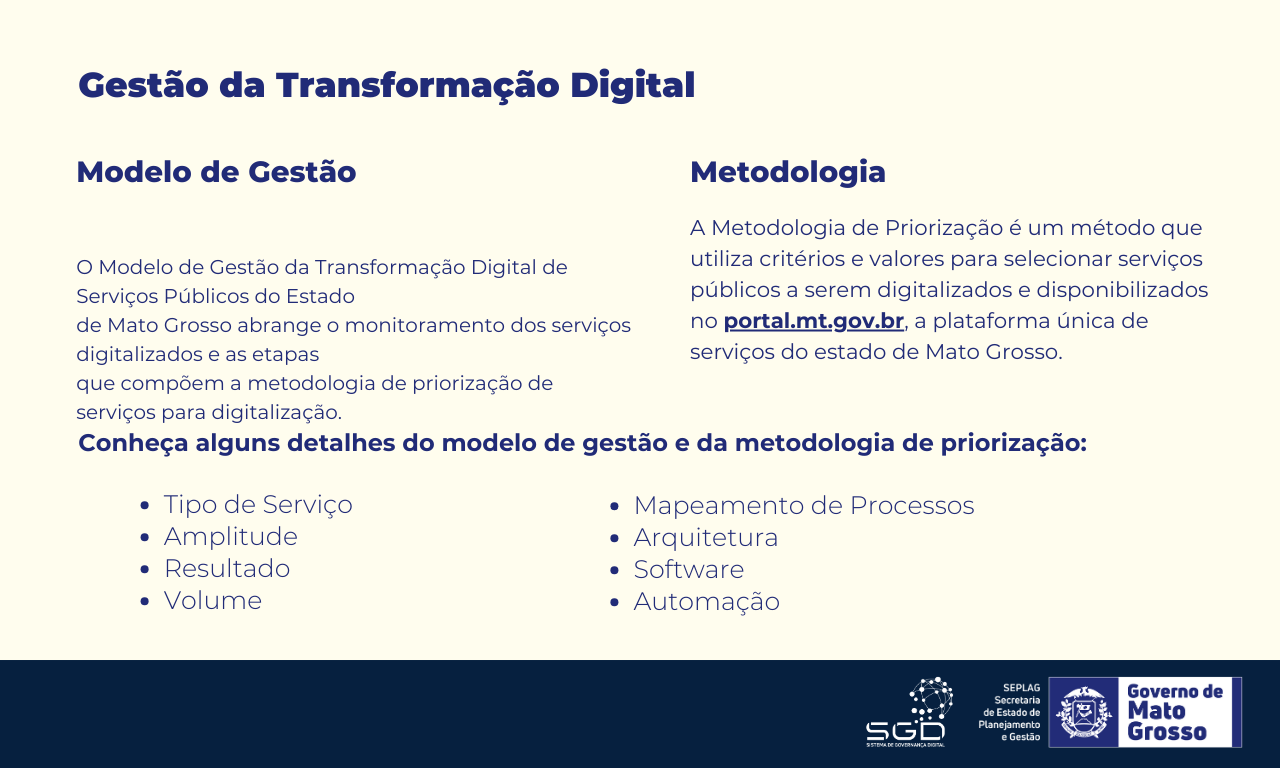 Gestão da Transformação Digital
Modelo de Gestão
O Modelo de Gestão da Transformação Digital de
Serviços Públicos do Estado
de Mato Grosso abrange o monitoramento dos serviços
digitalizados e as etapas
que compõem a metodologia de priorização de
serviços para digitalização.
Metodologia
A Metodologia de Priorização é um método que
utiliza critérios e valores para selecionar serviços
públicos a serem digitalizados e disponibilizados
no portal.mt.gov.br, a plataforma única de
serviços do estado de Mato Grosso.
Conheça alguns detalhes do modelo de gestão e da metodologia de priorização:
• Tipo de Serviço
• Amplitude
• Resultado
• Volume
• Mapeamento de Processos
• Arquitetura
• Software
• Automação
SGD
SISTEMA DE GOVERNANÇA DIGITAL
SEPLAG
Secretaria
de Estado de
Planejamento
e Gestão
Governo de
Mato
Grosso